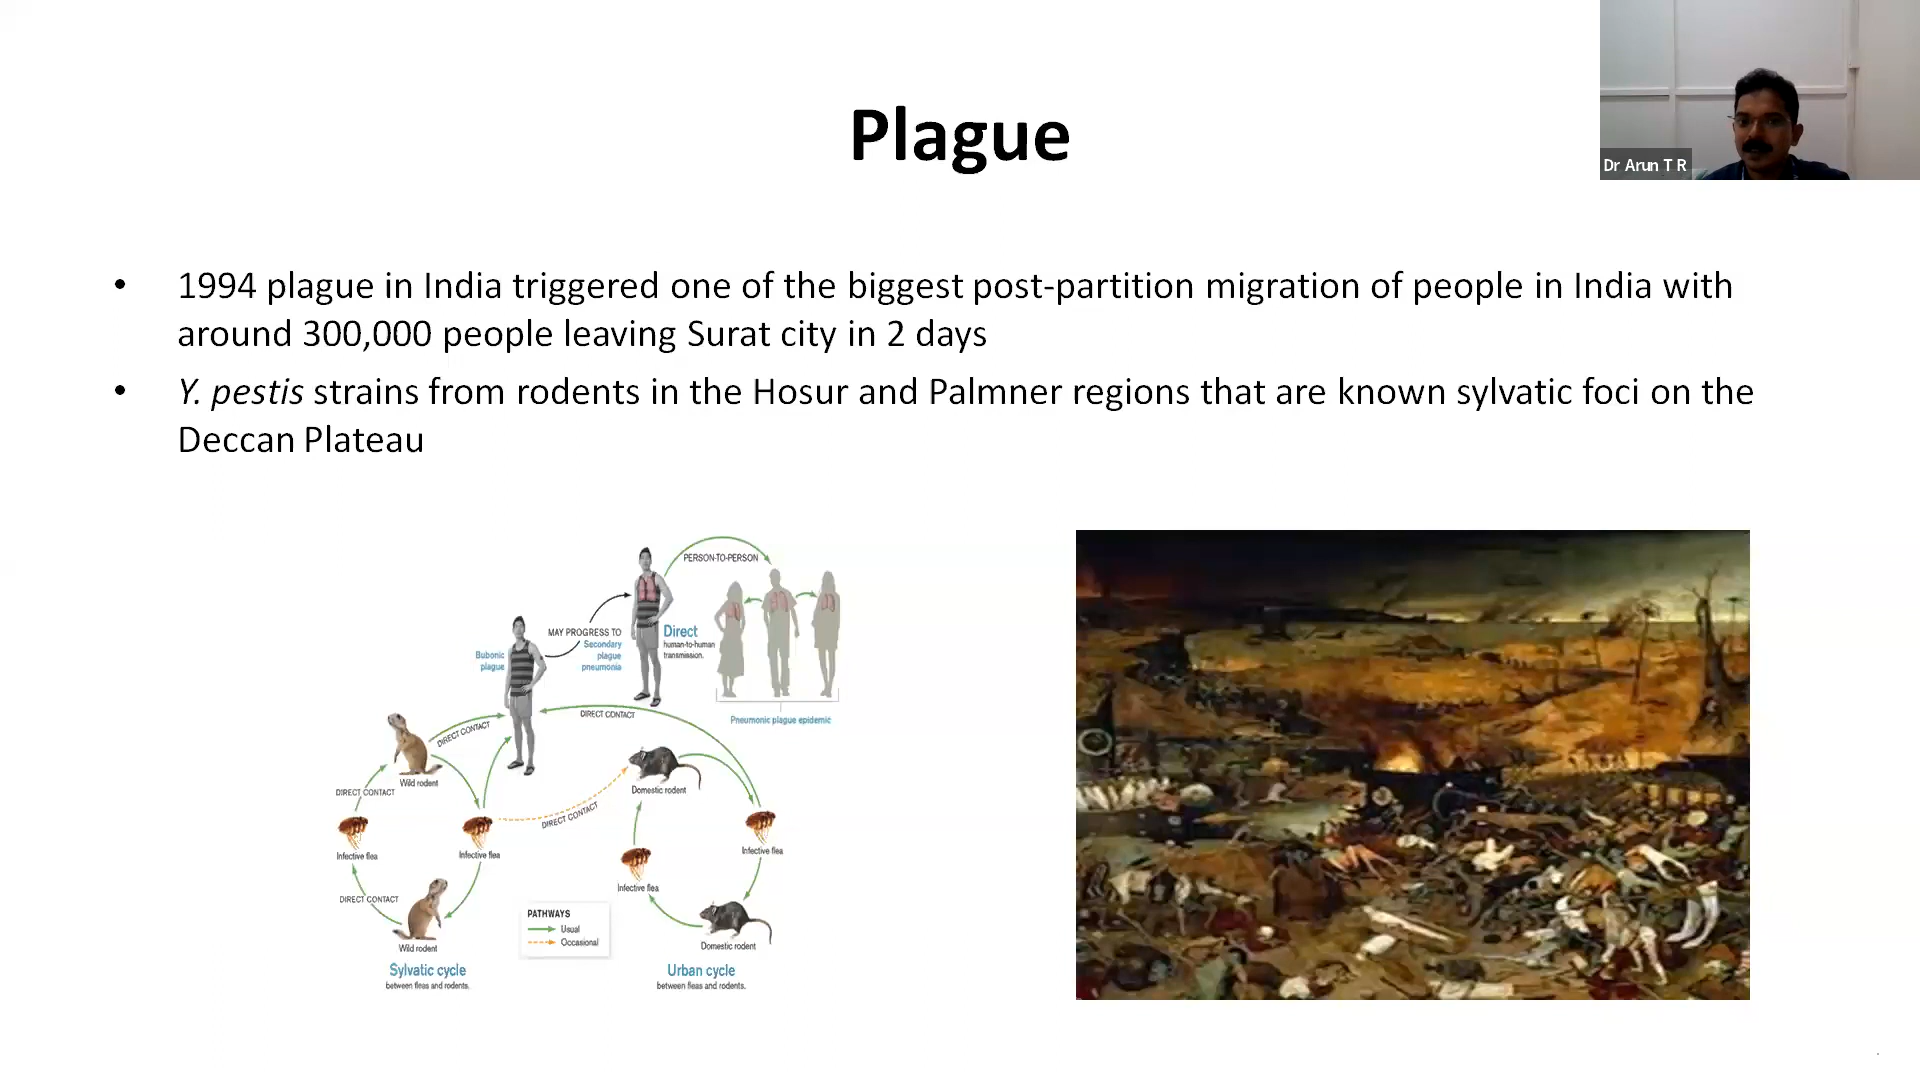 Plague
Dr Arun T R
• 1994 plague in India triggered one of the biggest post-partition migration of people in India with
around 300,000 people leaving Surat city in 2 days
• Y. pestis strains from rodents in the Hosur and Palmner regions that are known sylvatic foci on the
Deccan Plateau
PERSON-TO-PERSON
MAY PROGRESS TO
Secondary
plague
pneumonia
Direct
human-to-human
transmission.
Bubonic
plague
Pneumonic plague epidemic
DIRECT CONTACT
DIRECT CONTACT
Wild rodent
DIRECT CONTACT
Domestic rodent
DIRECT CONTACT
Infective flea
Infective flea
Infective flea
Infective flea
DIRECT CONTACT
Wild rodent
PATHWAYS
Usual
Occasional
Domestic rodent
Sylvatic cycle
between fleas and rodents.
Urban cycle
between fleas and rodents.